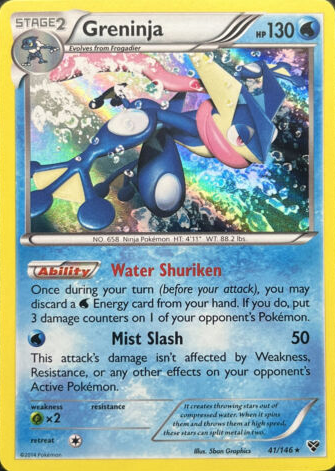 STAGE2 Greninja HP130
Evolves from Frogadier
NO. 658 Ninja Pokémon HT: 4'11" WT: 88.2 lbs.
Ability Water Shuriken
Once during your turn (before your attack), you may
discard a Energy card from your hand. If you do, put
3 damage counters on 1 of your opponent's Pokémon.
Mist Slash 50
This attack's damage isn't affected by Weakness,
Resistance, or any other effects on your opponent's
Active Pokémon.
weakness resistance
×2
retreat
It creates throwing stars out of
compressed water. When it spins
them and throws them at high speed,
these stars can split metal in two.
Illus. 5ban Graphics 41/146 ★
©2014 Pokémon